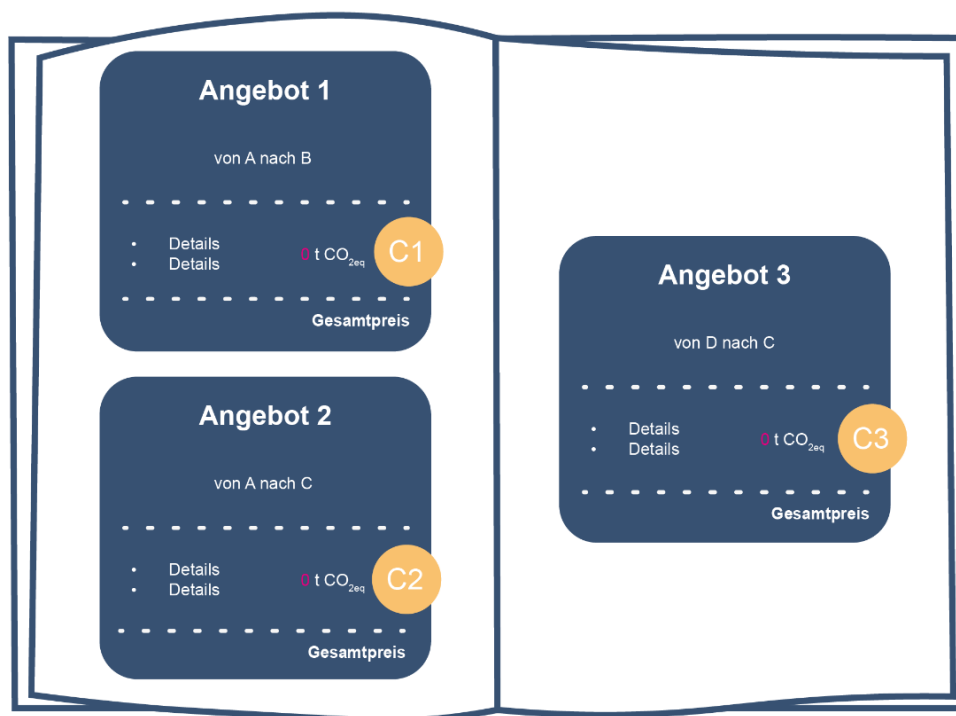 Angebot 1
von A nach B
• Details
• Details
0 t CO2eq
C1
Gesamtpreis
Angebot 2
von A nach C
• Details
• Details
0 t CO2eq
C2
Gesamtpreis
Angebot 3
von D nach C
• Details
• Details
0 t CO2eq
C3
Gesamtpreis